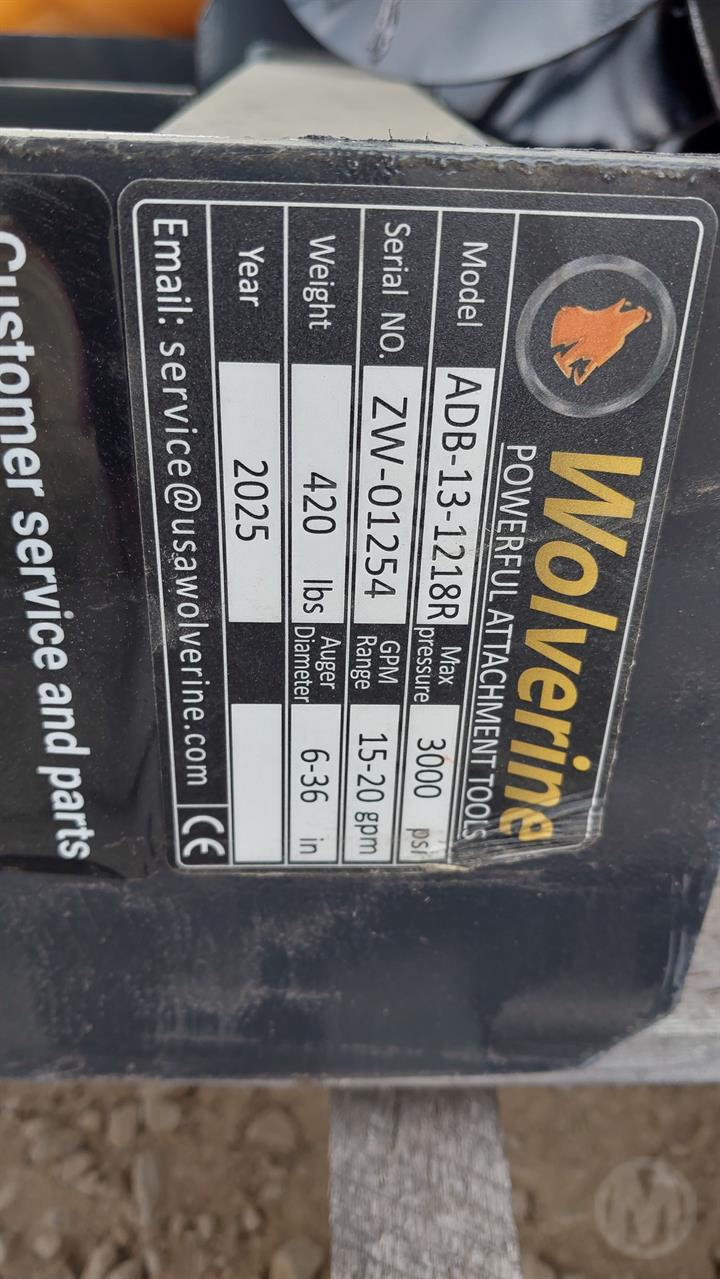 Wolverine
POWERFUL ATTACHMENT TOOLS
Model ADB-13-1218R Max pressure 3000 psi
Serial NO. ZW-01254 GPM Range 15-20 gpm
Weight 420 lbs Auger Diameter 6-36 in
Year 2025
Email: service@usawolverine.com CE
Customer service and parts
M